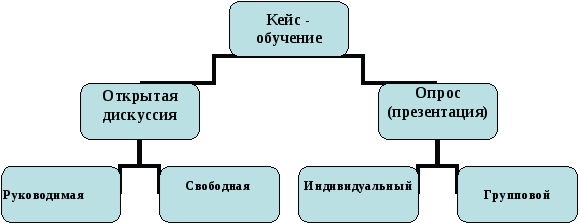 Кейс -
обучение
Открытая
дискуссия
Опрос
(презентация)
Руководимая
Свободная
Индивидуальный
Групповой